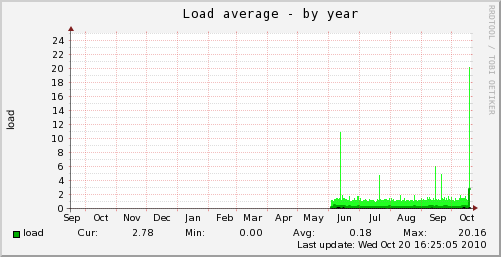 Load average - by year
RRDTOOL / TOBI OETIKER
load
24
22
20
18
16
14
12
10
8
6
4
2
0
Sep Oct Nov Dec Jan Feb Mar Apr May Jun Jul Aug Sep Oct
load Cur: 2.78 Min: 0.00 Avg: 0.18 Max: 20.16
Last update: Wed Oct 20 16:25:05 2010